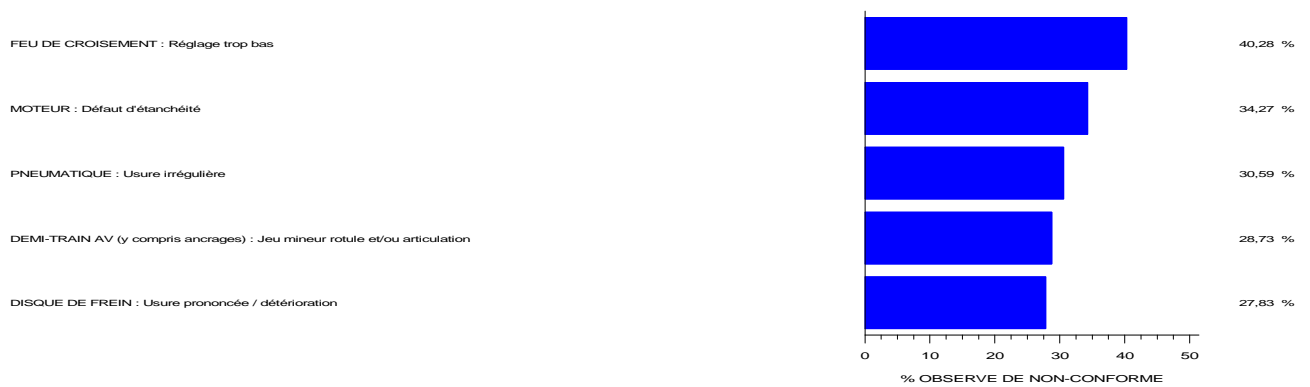 FEU DE CROISEMENT : Réglage trop bas 40,28 %
MOTEUR : Défaut d'étanchéité 34,27 %
PNEUMATIQUE : Usure irrégulière 30,59 %
DEMI-TRAIN AV (y compris ancrages) : Jeu mineur rotule et/ou articulation 28,73 %
DISQUE DE FREIN : Usure prononcée / détérioration 27,83 %
0 10 20 30 40 50
% OBSERVE DE NON-CONFORME